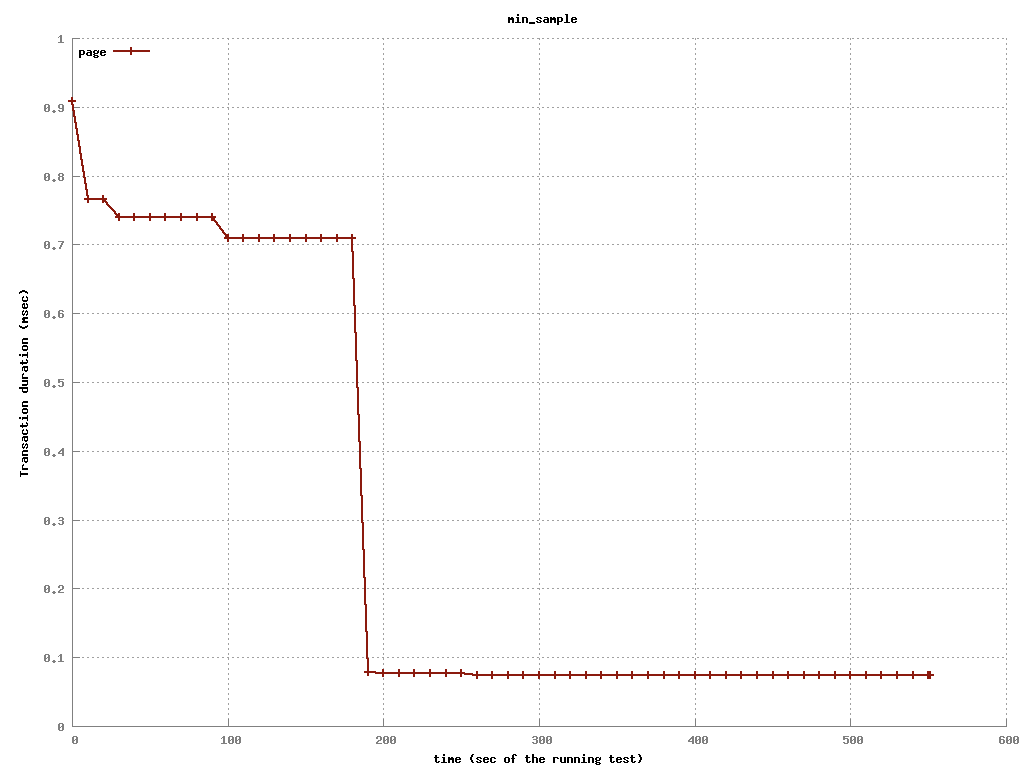 min_sample
page
1
0.9
0.8
0.7
0.6
0.5
0.4
0.3
0.2
0.1
0
Transaction duration (msec)
0 100 200 300 400 500 600
time (sec of the running test)